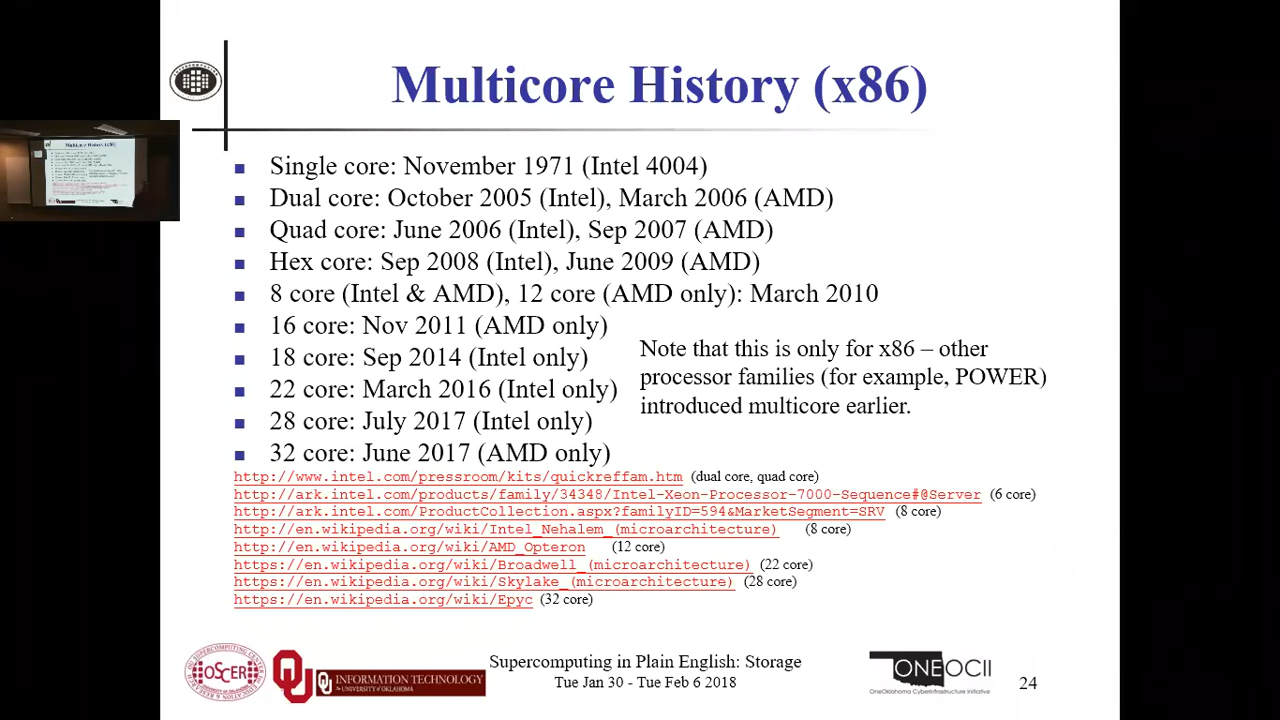 Multicore History (x86)
Single core: November 1971 (Intel 4004)
Dual core: October 2005 (Intel), March 2006 (AMD)
Quad core: June 2006 (Intel), Sep 2007 (AMD)
Hex core: Sep 2008 (Intel), June 2009 (AMD)
8 core (Intel & AMD), 12 core (AMD only): March 2010
16 core: Nov 2011 (AMD only)
18 core: Sep 2014 (Intel only)
22 core: March 2016 (Intel only)
28 core: July 2017 (Intel only)
32 core: June 2017 (AMD only)
Note that this is only for x86 – other
processor families (for example, POWER)
introduced multicore earlier.
http://www.intel.com/pressroom/kits/quickreffam.htm (dual core, quad core)
http://ark.intel.com/products/family/34348/Intel-Xeon-Processor-7000-Sequence#@Server (6 core)
http://ark.intel.com/ProductCollection.aspx?familyID=594&MarketSegment=SRV (8 core)
http://en.wikipedia.org/wiki/Intel_Nehalem_(microarchitecture) (8 core)
http://en.wikipedia.org/wiki/AMD_Opteron (12 core)
https://en.wikipedia.org/wiki/Broadwell_(microarchitecture) (22 core)
https://en.wikipedia.org/wiki/Skylake_(microarchitecture) (28 core)
https://en.wikipedia.org/wiki/Epyc (32 core)
OSCER
INFORMATION TECHNOLOGY
The UNIVERSITY of OKLAHOMA
Supercomputing in Plain English: Storage
Tue Jan 30 - Tue Feb 6 2018
ONEOCII
OneOklahoma Cyberinfrastructure Initiative
24